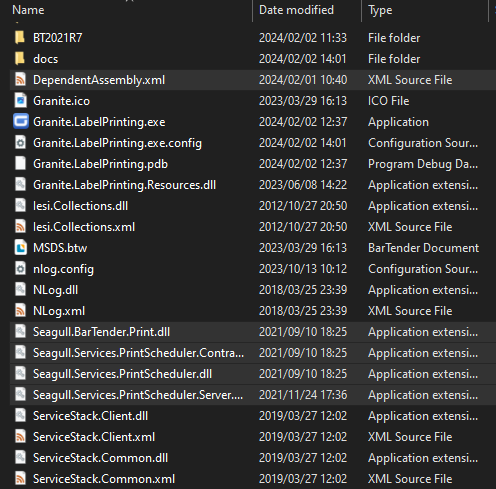 Name Date modified Type
BT2021R7 2024/02/02 11:33 File folder
docs 2024/02/02 14:01 File folder
DependentAssembly.xml 2024/02/01 10:40 XML Source File
Granite.ico 2023/03/29 16:13 ICO File
Granite.LabelPrinting.exe 2024/02/02 12:37 Application
Granite.LabelPrinting.exe.config 2024/02/02 14:01 Configuration Sour...
Granite.LabelPrinting.pdb 2024/02/02 12:37 Program Debug Da...
Granite.LabelPrinting.Resources.dll 2023/06/08 14:22 Application extensi...
Iesi.Collections.dll 2012/10/27 20:50 Application extensi...
Iesi.Collections.xml 2012/10/27 20:50 XML Source File
MSDS.btw 2023/03/29 16:13 BarTender Document
nlog.config 2023/10/13 10:12 Configuration Sour...
NLog.dll 2018/03/25 23:39 Application extensi...
NLog.xml 2018/03/25 23:39 XML Source File
Seagull.BarTender.Print.dll 2021/09/10 18:25 Application extensi...
Seagull.Services.PrintScheduler.Contra... 2021/09/10 18:25 Application extensi...
Seagull.Services.PrintScheduler.dll 2021/09/10 18:25 Application extensi...
Seagull.Services.PrintScheduler.Server.... 2021/11/24 17:36 Application extensi...
ServiceStack.Client.dll 2019/03/27 12:02 Application extensi...
ServiceStack.Client.xml 2019/03/27 12:02 XML Source File
ServiceStack.Common.dll 2019/03/27 12:02 Application extensi...
ServiceStack.Common.xml 2019/03/27 12:02 XML Source File